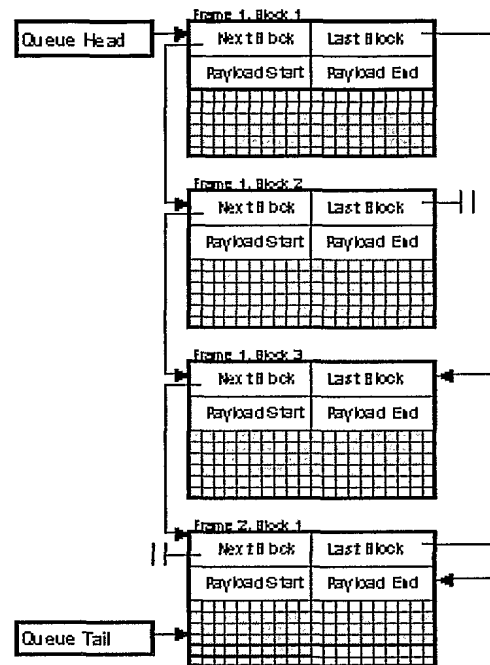 Frame 1, Block 1
Queue Head
Next Block Last Block
Payload Start Payload End
Frame 1, Block 2
Next Block Last Block
Payload Start Payload End
Frame 1, Block 3
Next Block Last Block
Payload Start Payload End
Frame 2, Block 1
Next Block Last Block
Payload Start Payload End
Queue Tail